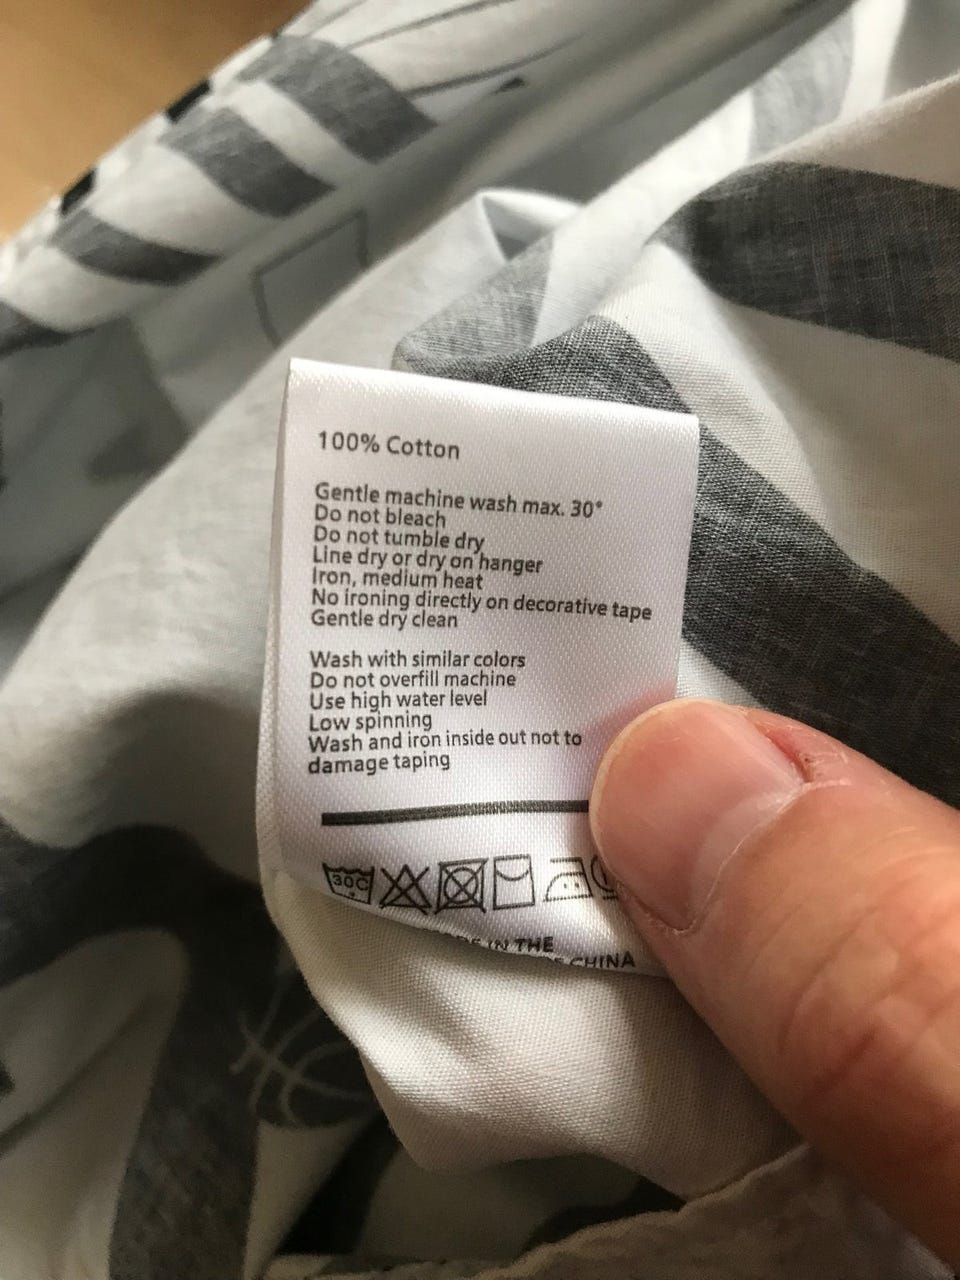 100% Cotton
Gentle machine wash max. 30°
Do not bleach
Do not tumble dry
Line dry or dry on hanger
Iron, medium heat
No ironing directly on decorative tape
Gentle dry clean
Wash with similar colors
Do not overfill machine
Use high water level
Low spinning
Wash and iron inside out not to
damage taping
30C
IN THE
CHINA